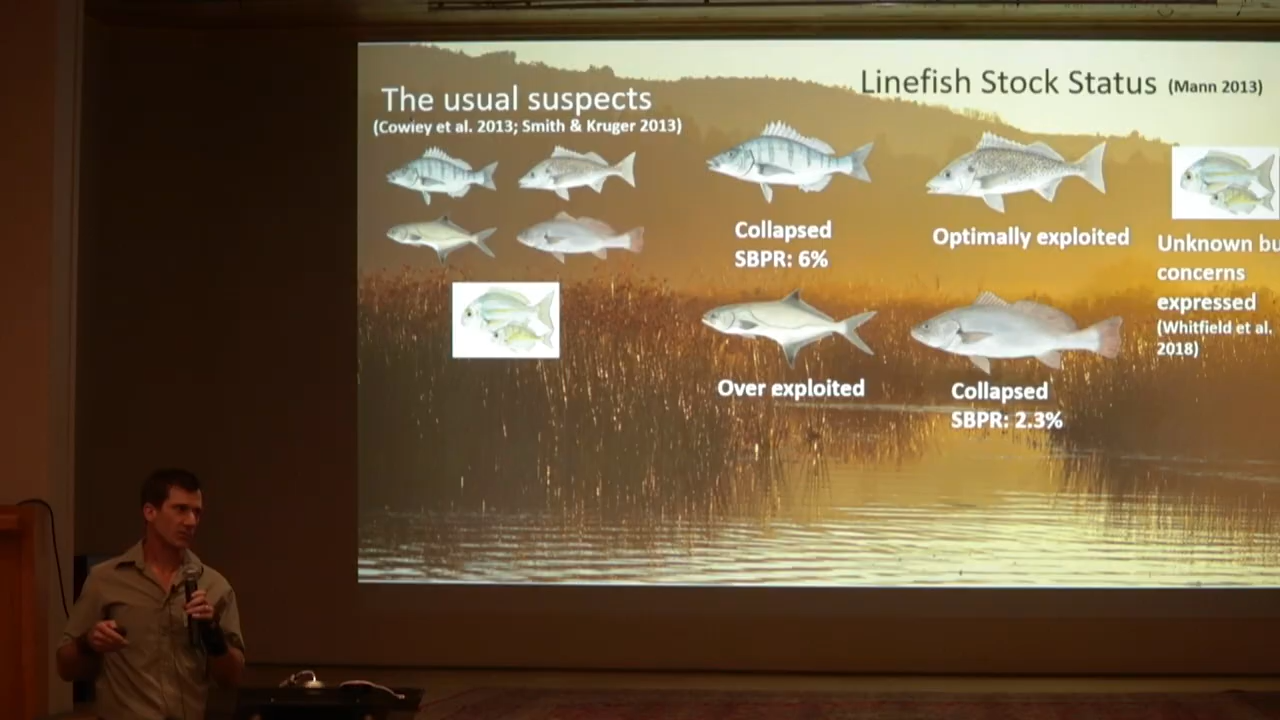 The usual suspects
(Cowley et al. 2013; Smith & Kruger 2013)
Linefish Stock Status (Mann 2013)
Collapsed
SBPR: 6%
Optimally exploited
Unknown bu
concerns
expressed
(Whitfield et al.
2018)
Over exploited
Collapsed
SBPR: 2.3%